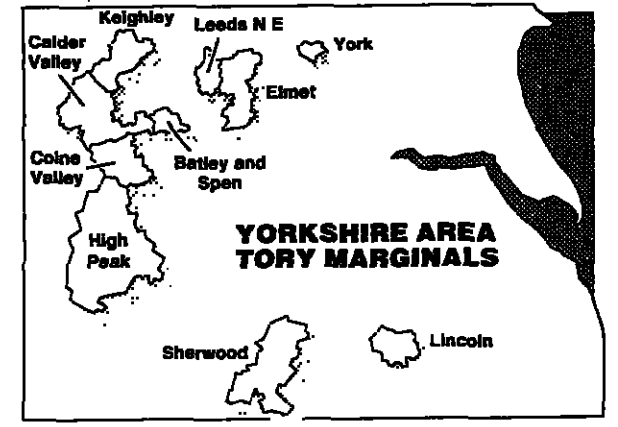 Keighley
Leeds N E
York
Calder
Valley
Elmet
Colne
Valley
Batley and
Spen
High
Peak
YORKSHIRE AREA
TORY MARGINALS
Sherwood
Lincoln